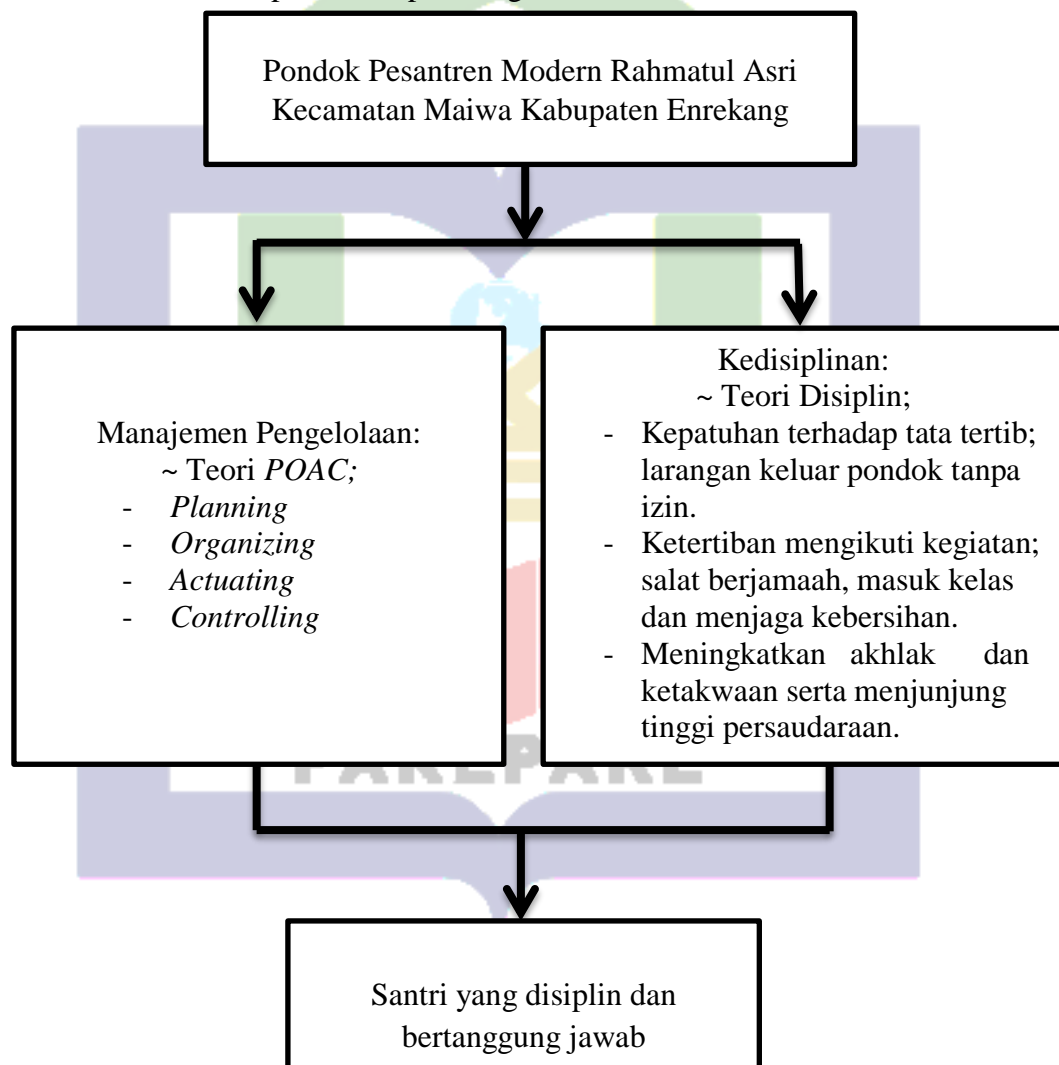 Pondok Pesantren Modern Rahmatul Asri
Kecamatan Maiwa Kabupaten Enrekang
Manajemen Pengelolaan:
~ Teori POAC;
- Planning
- Organizing
- Actuating
- Controlling
Kedisiplinan:
~ Teori Disiplin;
- Kepatuhan terhadap tata tertib;
larangan keluar pondok tanpa
izin.
- Ketertiban mengikuti kegiatan;
salat berjamaah, masuk kelas
dan menjaga kebersihan.
- Meningkatkan akhlak dan
ketakwaan serta menjunjung
tinggi persaudaraan.
PAREPARE
Santri yang disiplin dan
bertanggung jawab